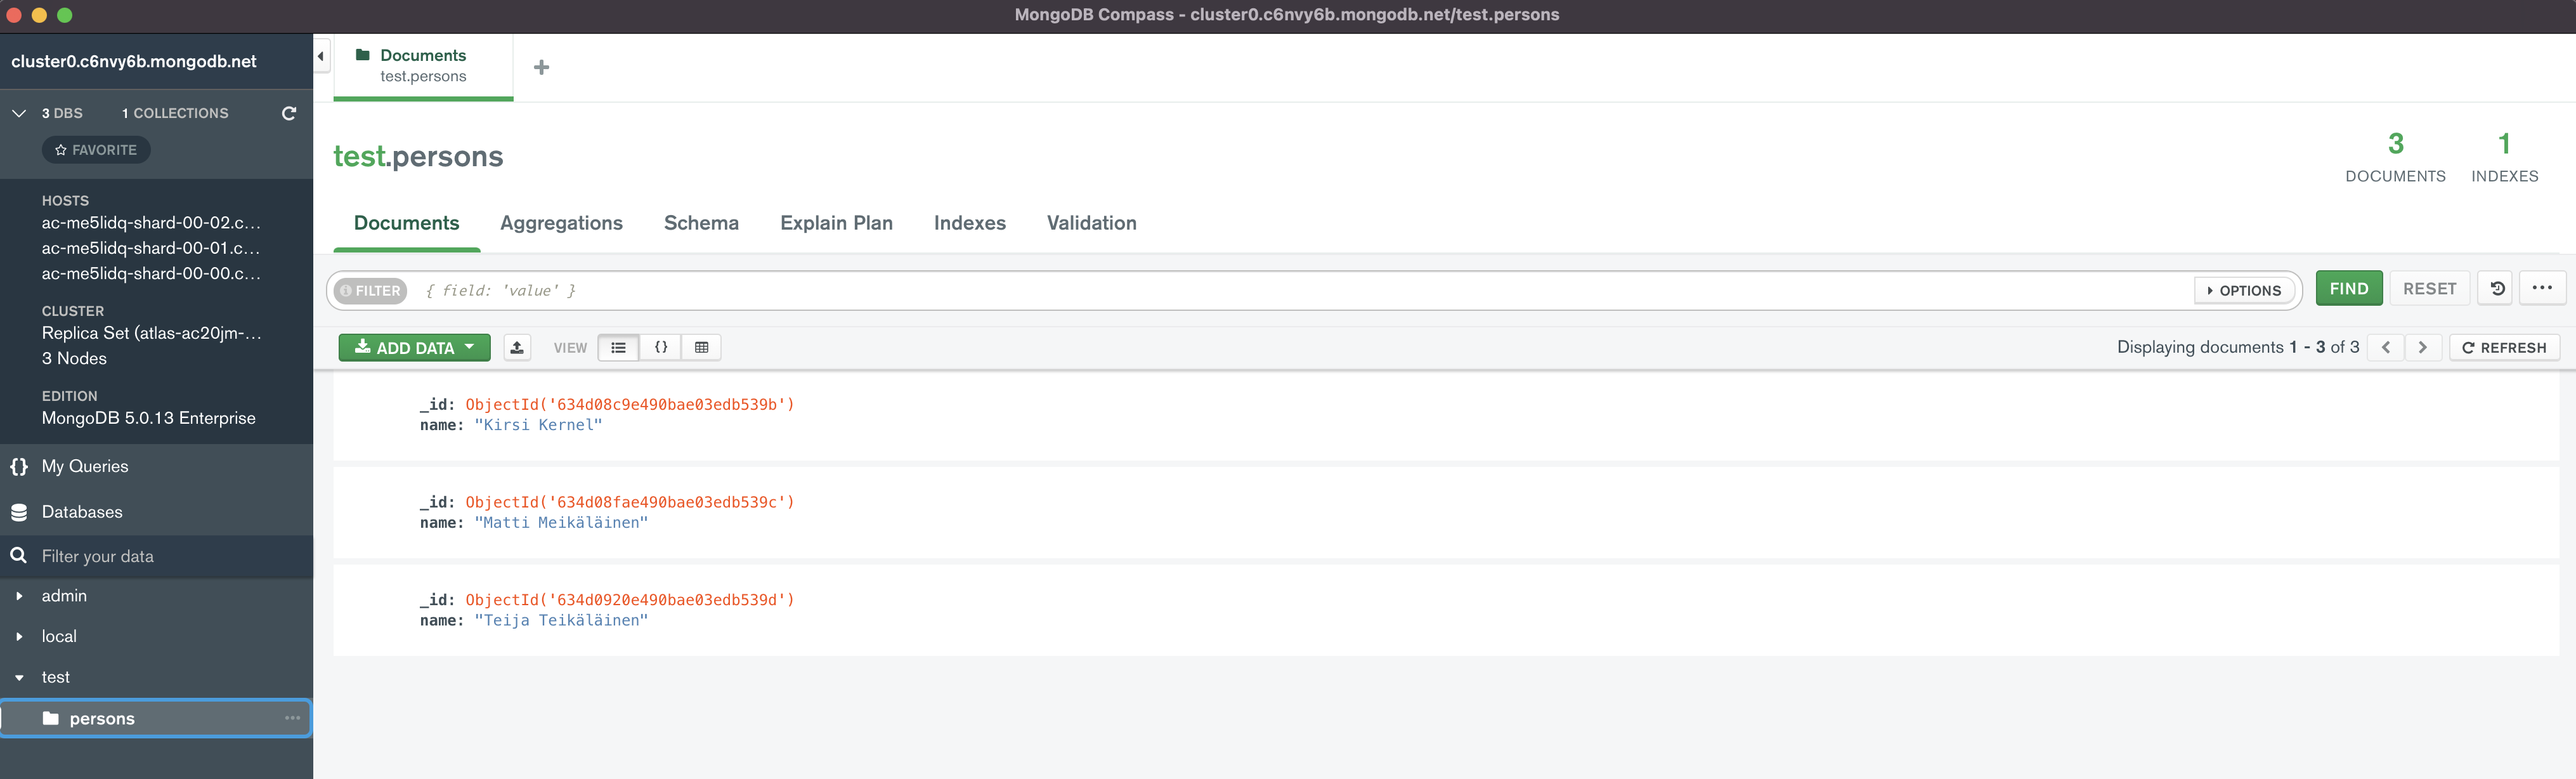 MongoDB Compass - cluster0.c6nvy6b.mongodb.net/test.persons
cluster0.c6nvy6b.mongodb.net
3 DBS 1 COLLECTIONS
FAVORITE
HOSTS
ac-me5lidq-shard-00-02.c...
ac-me5lidq-shard-00-01.c...
ac-me5lidq-shard-00-00.c...
CLUSTER
Replica Set (atlas-ac20jm-...
3 Nodes
EDITION
MongoDB 5.0.13 Enterprise
{} My Queries
Databases
Filter your data
admin
local
test
persons
Documents
test.persons
test.persons
3
DOCUMENTS
1
INDEXES
Documents Aggregations Schema Explain Plan Indexes Validation
FILTER { field: 'value' } OPTIONS FIND RESET
ADD DATA VIEW {} Displaying documents 1 - 3 of 3 REFRESH
_id: ObjectId('634d08c9e490bae03edb539b')
name: "Kirsi Kernel"
_id: ObjectId('634d08fae490bae03edb539c')
name: "Matti Meikäläinen"
_id: ObjectId('634d0920e490bae03edb539d')
name: "Teija Teikäläinen"